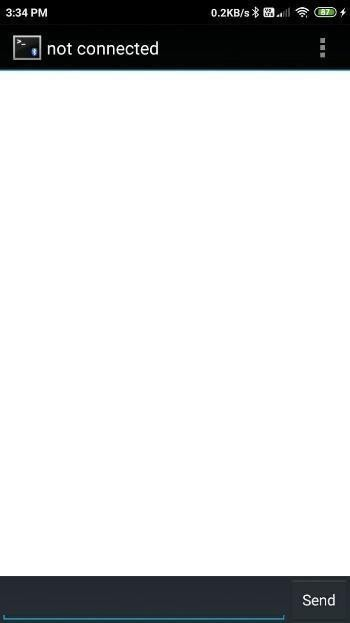 3:34 PM 0.2KB/s 87
>_ not connected
Send